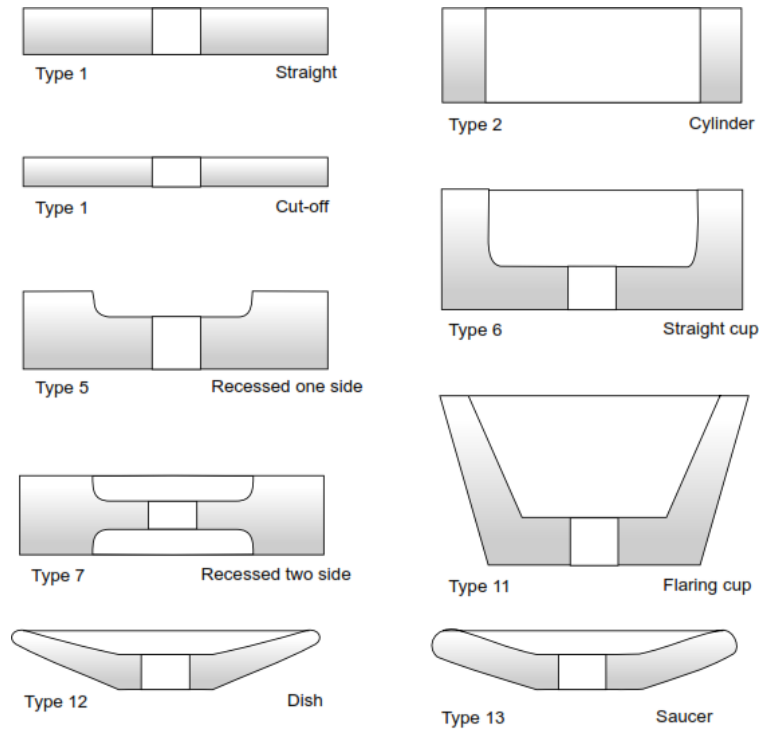 Type 1 Straight
Type 2 Cylinder
Type 1 Cut-off
Type 6 Straight cup
Type 5 Recessed one side
Type 7 Recessed two side
Type 11 Flaring cup
Type 12 Dish
Type 13 Saucer